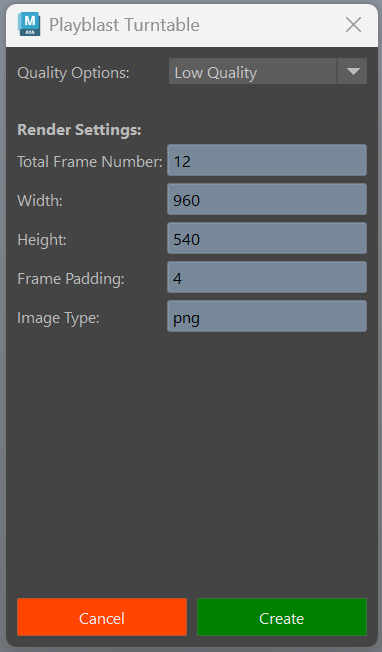 M
AYA
Playblast Turntable
Quality Options: Low Quality
Render Settings:
Total Frame Number: 12
Width: 960
Height: 540
Frame Padding: 4
Image Type: png
Cancel Create